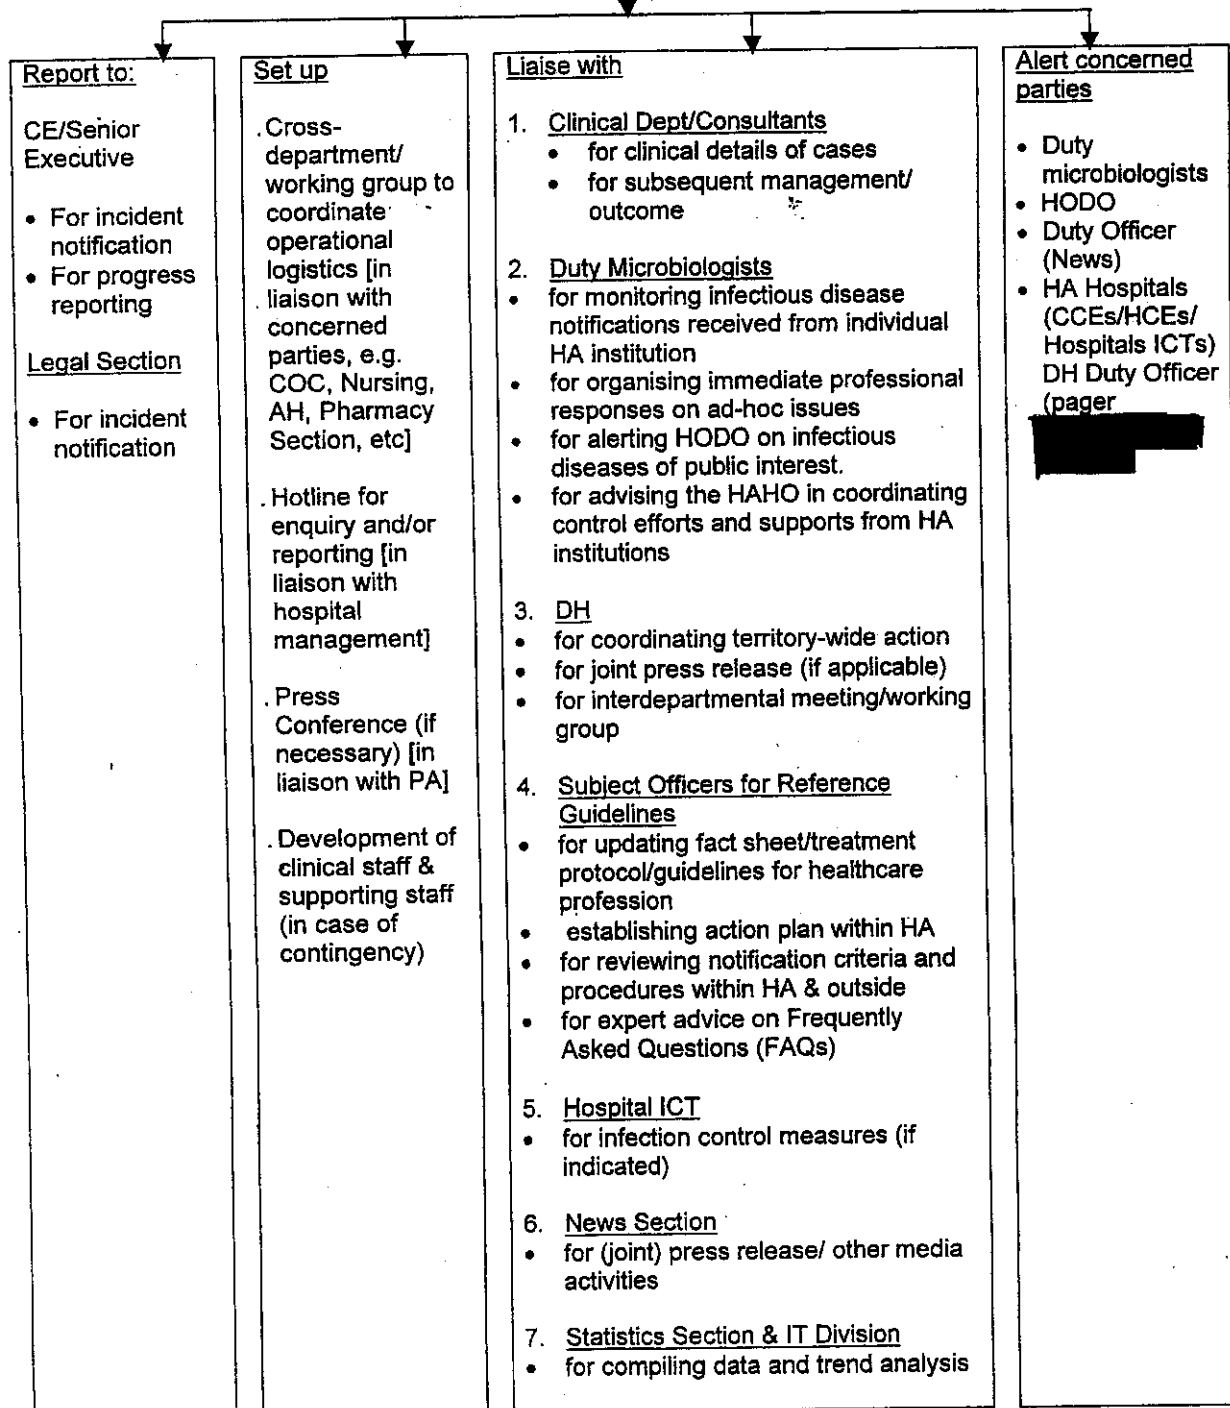 Report to:
CE/Senior
Executive
• For incident
notification
• For progress
reporting
Legal Section
• For incident
notification
Set up
. Cross-
department/
working group to
coordinate
operational
logistics [in
liaison with
concerned
parties, e.g.
COC, Nursing,
AH, Pharmacy
Section, etc]
. Hotline for
enquiry and/or
reporting [in
liaison with
hospital
management]
. Press
Conference (if
necessary) [in
liaison with PA]
. Development of
clinical staff &
supporting staff
(in case of
contingency)
Liaise with
1. Clinical Dept/Consultants
• for clinical details of cases
• for subsequent management/
outcome
2. Duty Microbiologists
• for monitoring infectious disease
notifications received from individual
HA institution
• for organising immediate professional
responses on ad-hoc issues
• for alerting HODO on infectious
diseases of public interest.
• for advising the HAHO in coordinating
control efforts and supports from HA
institutions
3. DH
• for coordinating territory-wide action
• for joint press release (if applicable)
• for interdepartmental meeting/working
group
4. Subject Officers for Reference
Guidelines
• for updating fact sheet/treatment
protocol/guidelines for healthcare
profession
• establishing action plan within HA
• for reviewing notification criteria and
procedures within HA & outside
• for expert advice on Frequently
Asked Questions (FAQs)
5. Hospital ICT
• for infection control measures (if
indicated)
6. News Section
• for (joint) press release/ other media
activities
7. Statistics Section & IT Division
• for compiling data and trend analysis
Alert concerned
parties
• Duty
microbiologists
• HODO
• Duty Officer
(News)
• HA Hospitals
(CCEs/HCEs/
Hospitals ICTs)
DH Duty Officer
(pager